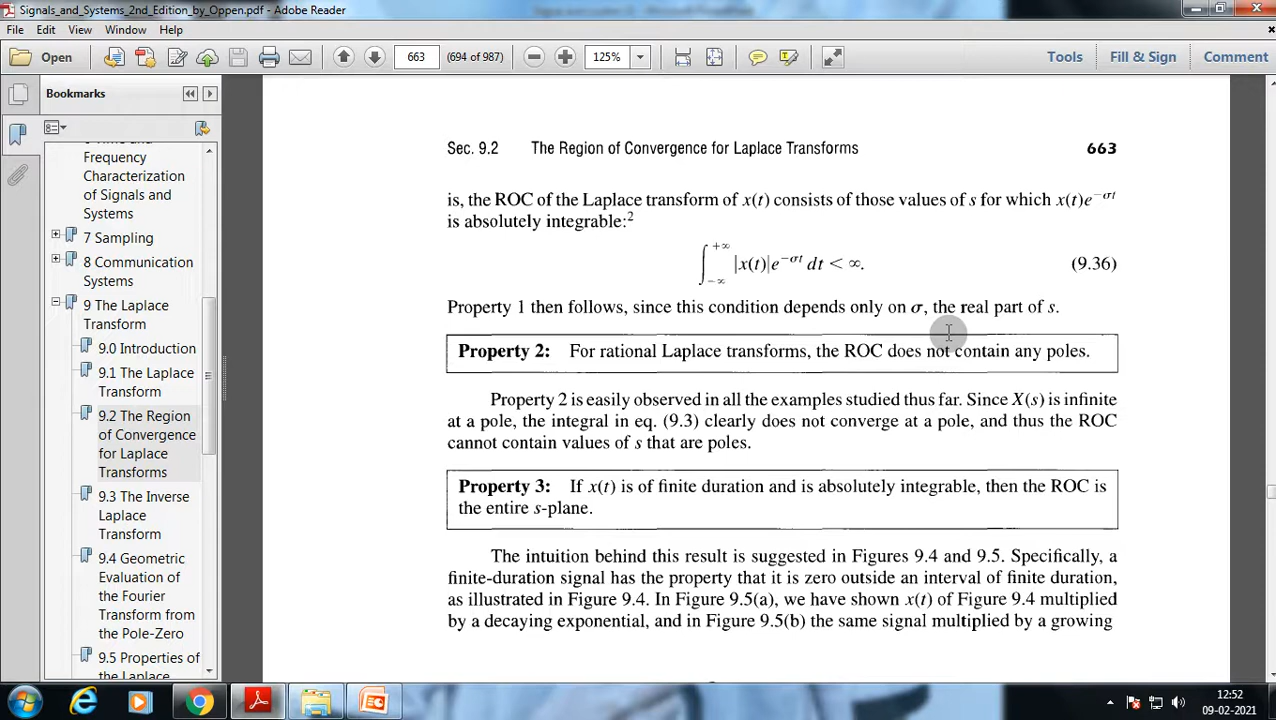 Signals_and_Systems_2nd_Edition_by_Oppen.pdf - Adobe Reader
File Edit View Window Help
Open 663 (694 of 987) 125% Tools Fill & Sign Comment
Bookmarks
Frequency
Characterization
of Signals and
Systems
7 Sampling
8 Communication
Systems
9 The Laplace
Transform
9.0 Introduction
9.1 The Laplace
Transform
9.2 The Region
of Convergence
for Laplace
Transforms
9.3 The Inverse
Laplace
Transform
9.4 Geometric
Evaluation of the
Fourier
Transform from
the Pole-Zero
9.5 Properties of
the Laplace
Sec. 9.2 The Region of Convergence for Laplace Transforms 663
is, the ROC of the Laplace transform of x(t) consists of those values of s for which x(t)e^{-σt}
is absolutely integrable:²
∫_{-∞}^{+∞} |x(t)|e^{-σt} dt < ∞. (9.36)
Property 1 then follows, since this condition depends only on σ, the real part of s.
Property 2: For rational Laplace transforms, the ROC does not contain any poles.
Property 2 is easily observed in all the examples studied thus far. Since X(s) is infinite
at a pole, the integral in eq. (9.3) clearly does not converge at a pole, and thus the ROC
cannot contain values of s that are poles.
Property 3: If x(t) is of finite duration and is absolutely integrable, then the ROC is
the entire s-plane.
The intuition behind this result is suggested in Figures 9.4 and 9.5. Specifically, a
finite-duration signal has the property that it is zero outside an interval of finite duration,
as illustrated in Figure 9.4. In Figure 9.5(a), we have shown x(t) of Figure 9.4 multiplied
by a decaying exponential, and in Figure 9.5(b) the same signal multiplied by a growing
12:52
09-02-2021